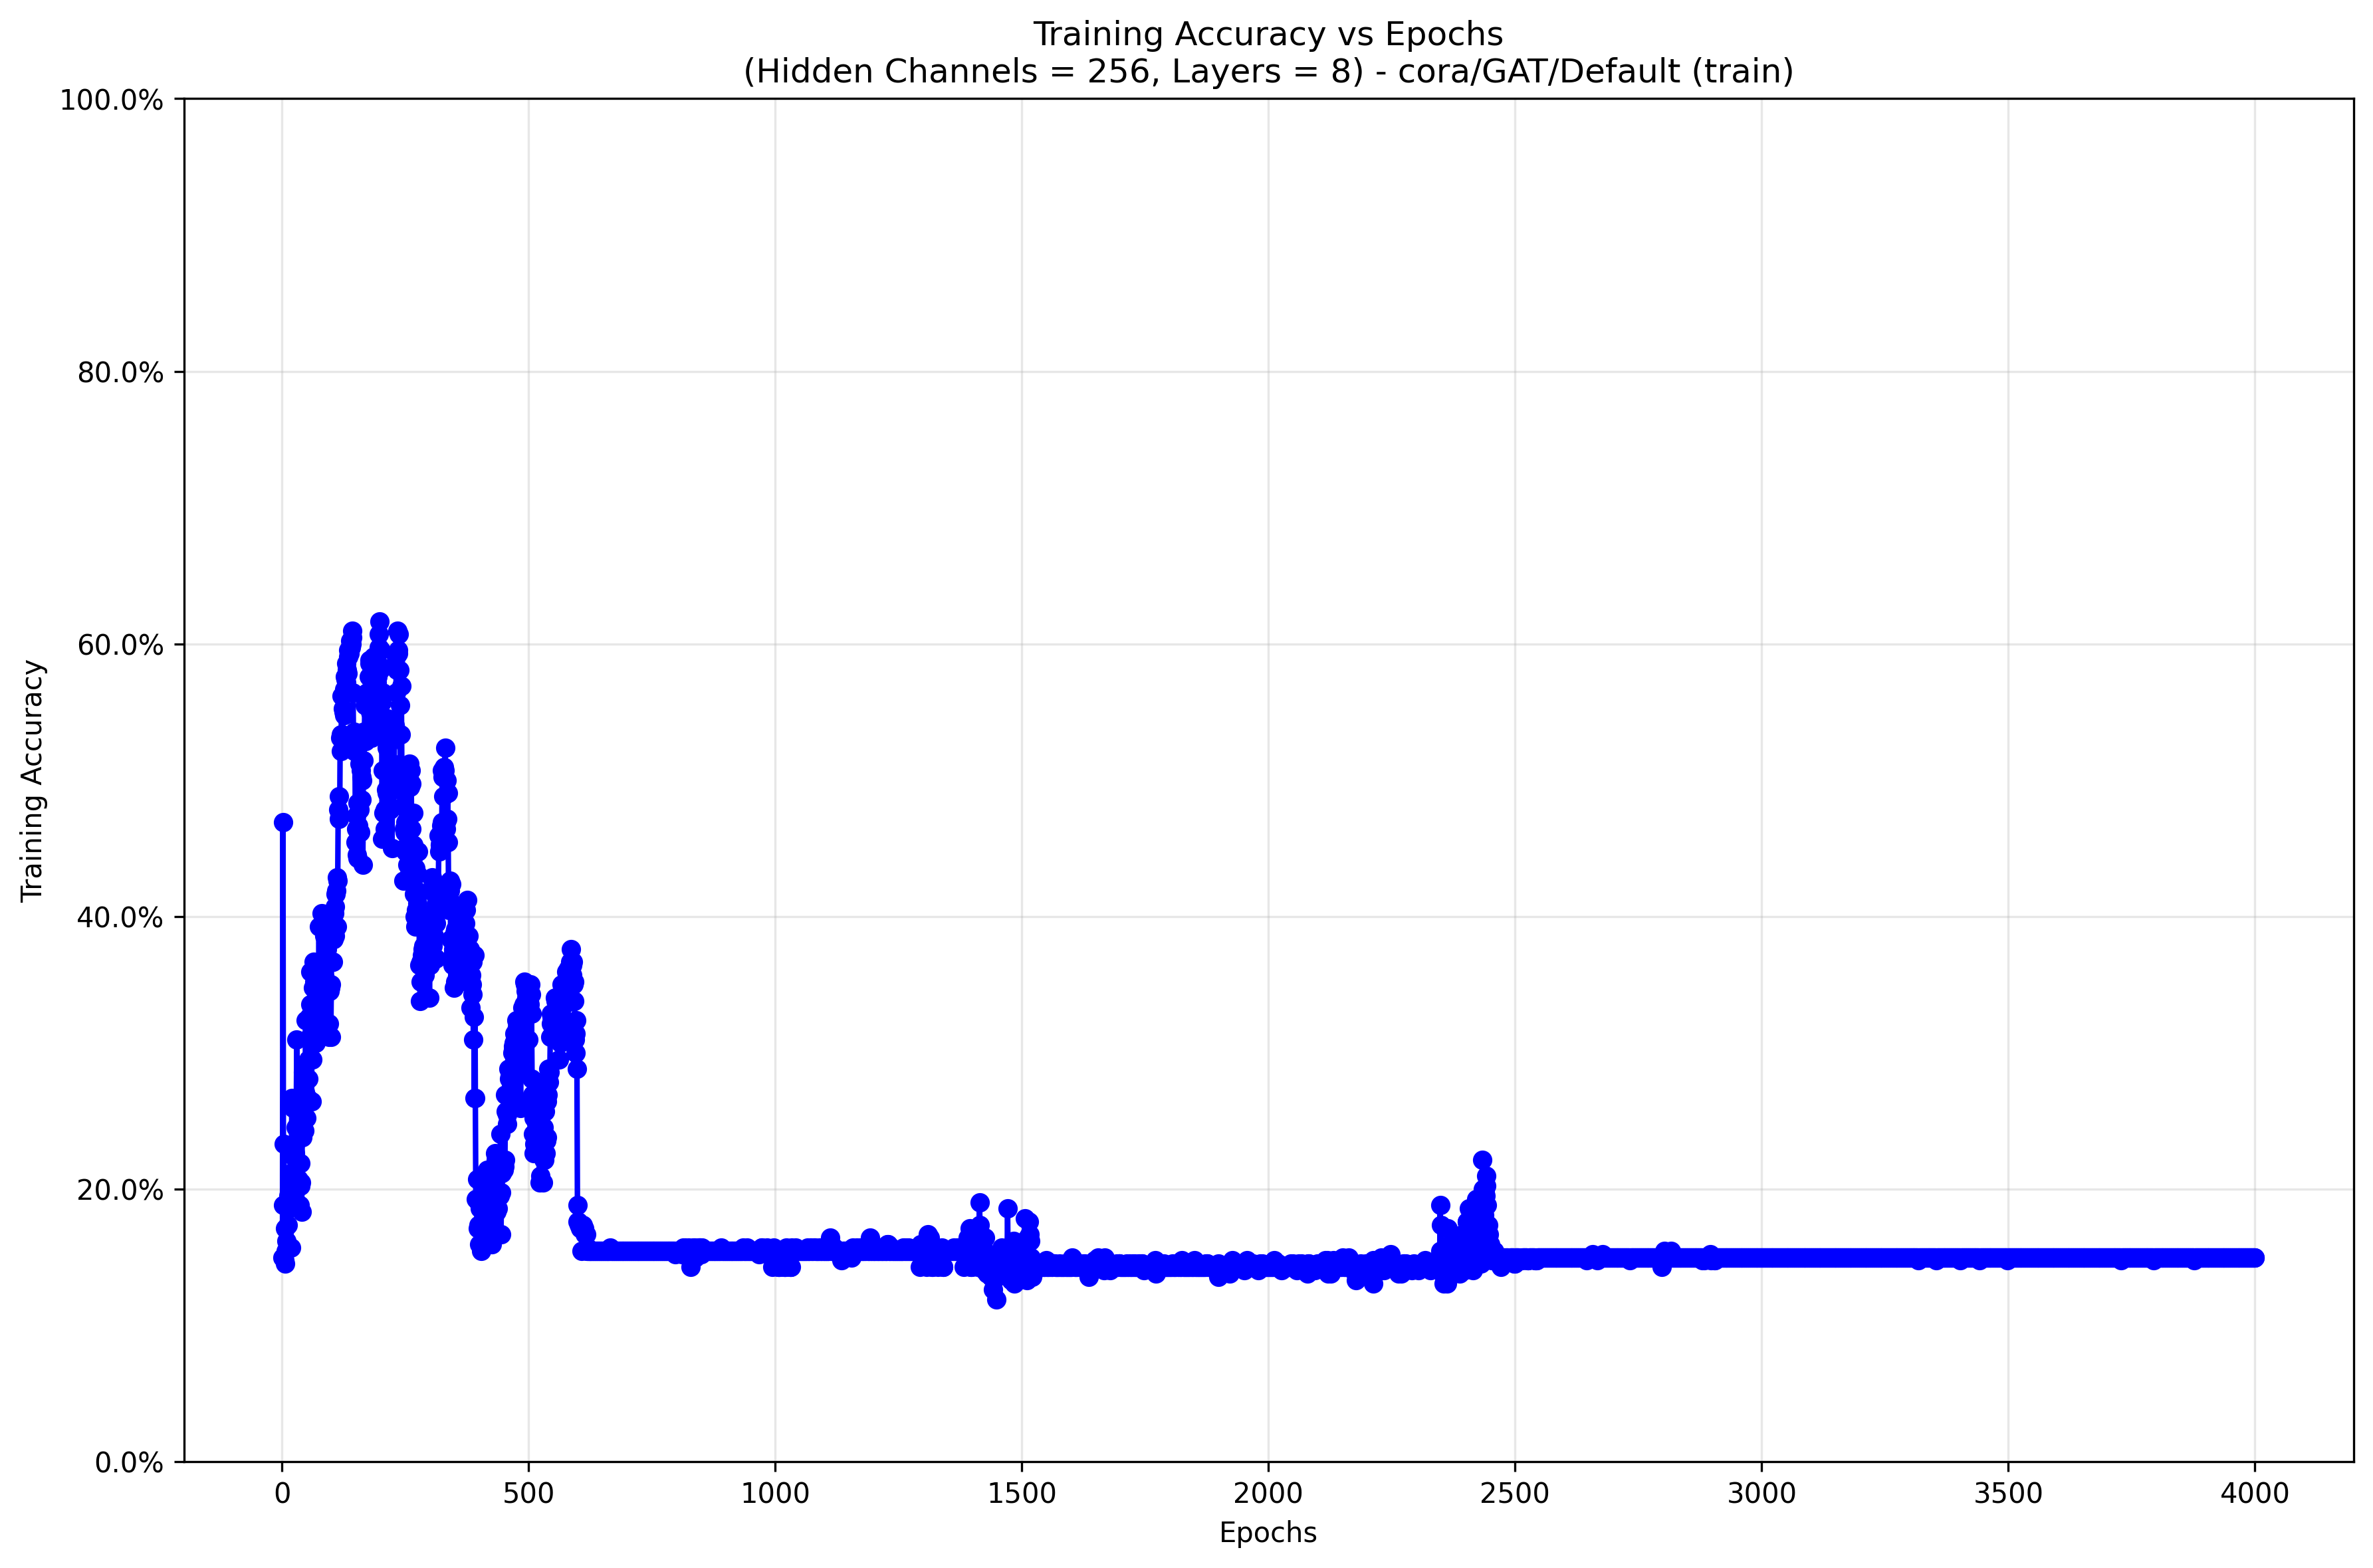 Training Accuracy vs Epochs
(Hidden Channels = 256, Layers = 8) - cora/GAT/Default (train)
100.0%
80.0%
60.0%
40.0%
20.0%
0.0%
Training Accuracy
0 500 1000 1500 2000 2500 3000 3500 4000
Epochs